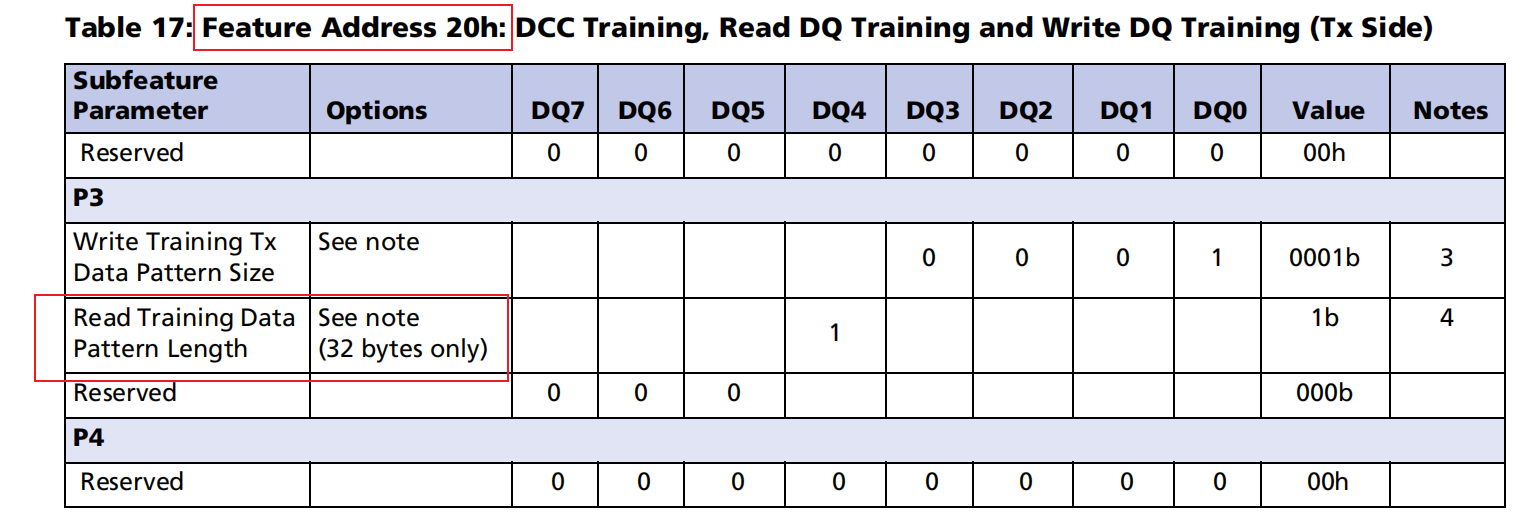 Table 17: Feature Address 20h: DCC Training, Read DQ Training and Write DQ Training (Tx Side)
Subfeature Parameter Options DQ7 DQ6 DQ5 DQ4 DQ3 DQ2 DQ1 DQ0 Value Notes
Reserved 0 0 0 0 0 0 0 0 00h
P3
Write Training Tx Data Pattern Size See note 0 0 0 1 0001b 3
Read Training Data Pattern Length See note (32 bytes only) 1 1b 4
Reserved 0 0 0 000b
P4
Reserved 0 0 0 0 0 0 0 0 00h